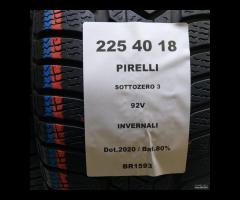 225 40 18
PIRELLI
SOTTOZERO 3
92V
INVERNALI
Dot.2020 / Bat.80%
BR1593